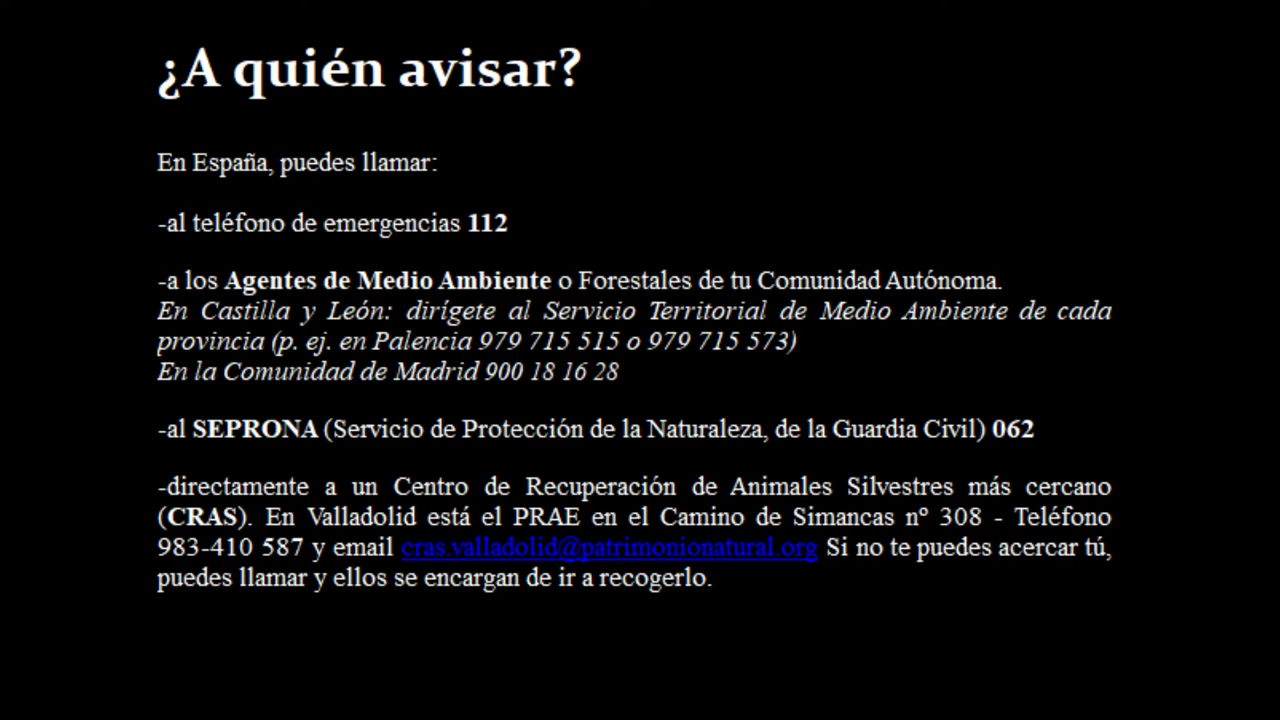 ¿A quién avisar?
En España, puedes llamar:
-al teléfono de emergencias 112
-a los Agentes de Medio Ambiente o Forestales de tu Comunidad Autónoma.
En Castilla y León: dirígete al Servicio Territorial de Medio Ambiente de cada
provincia (p. ej. en Palencia 979 715 515 o 979 715 573)
En la Comunidad de Madrid 900 18 16 28
-al SEPRONA (Servicio de Protección de la Naturaleza, de la Guardia Civil) 062
-directamente a un Centro de Recuperación de Animales Silvestres más cercano
(CRAS). En Valladolid está el PRAE en el Camino de Simancas nº 308 - Teléfono
983-410 587 y email cras.valladolid@patrimonionatural.org Si no te puedes acercar tú,
puedes llamar y ellos se encargan de ir a recogerlo.